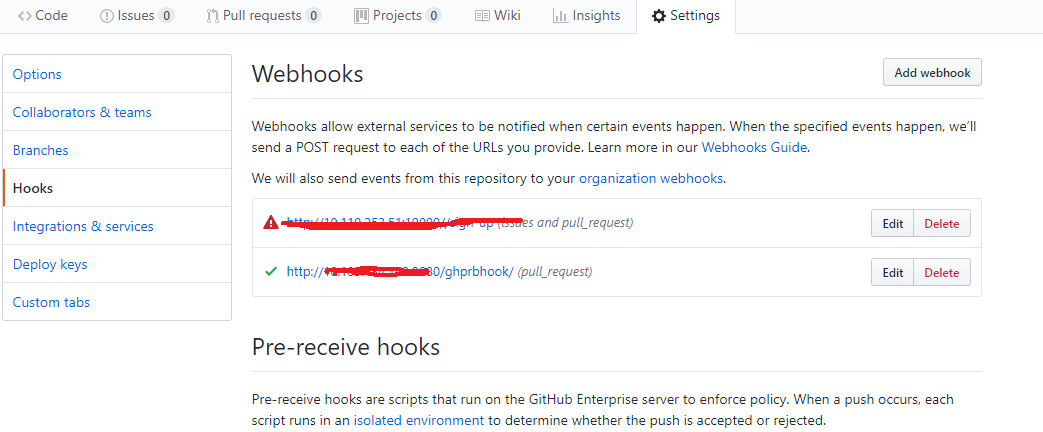 Code Issues 0 Pull requests 0 Projects 0 Wiki Insights Settings
Options
Collaborators & teams
Branches
Hooks
Integrations & services
Deploy keys
Custom tabs
Webhooks
Add webhook
Webhooks allow external services to be notified when certain events happen. When the specified events happen, we'll
send a POST request to each of the URLs you provide. Learn more in our Webhooks Guide.
We will also send events from this repository to your organization webhooks.
(issues and pull_request) Edit Delete
http:// /ghprbhook/ (pull_request) Edit Delete
Pre-receive hooks
Pre-receive hooks are scripts that run on the GitHub Enterprise server to enforce policy. When a push occurs, each
script runs in an isolated environment to determine whether the push is accepted or rejected.